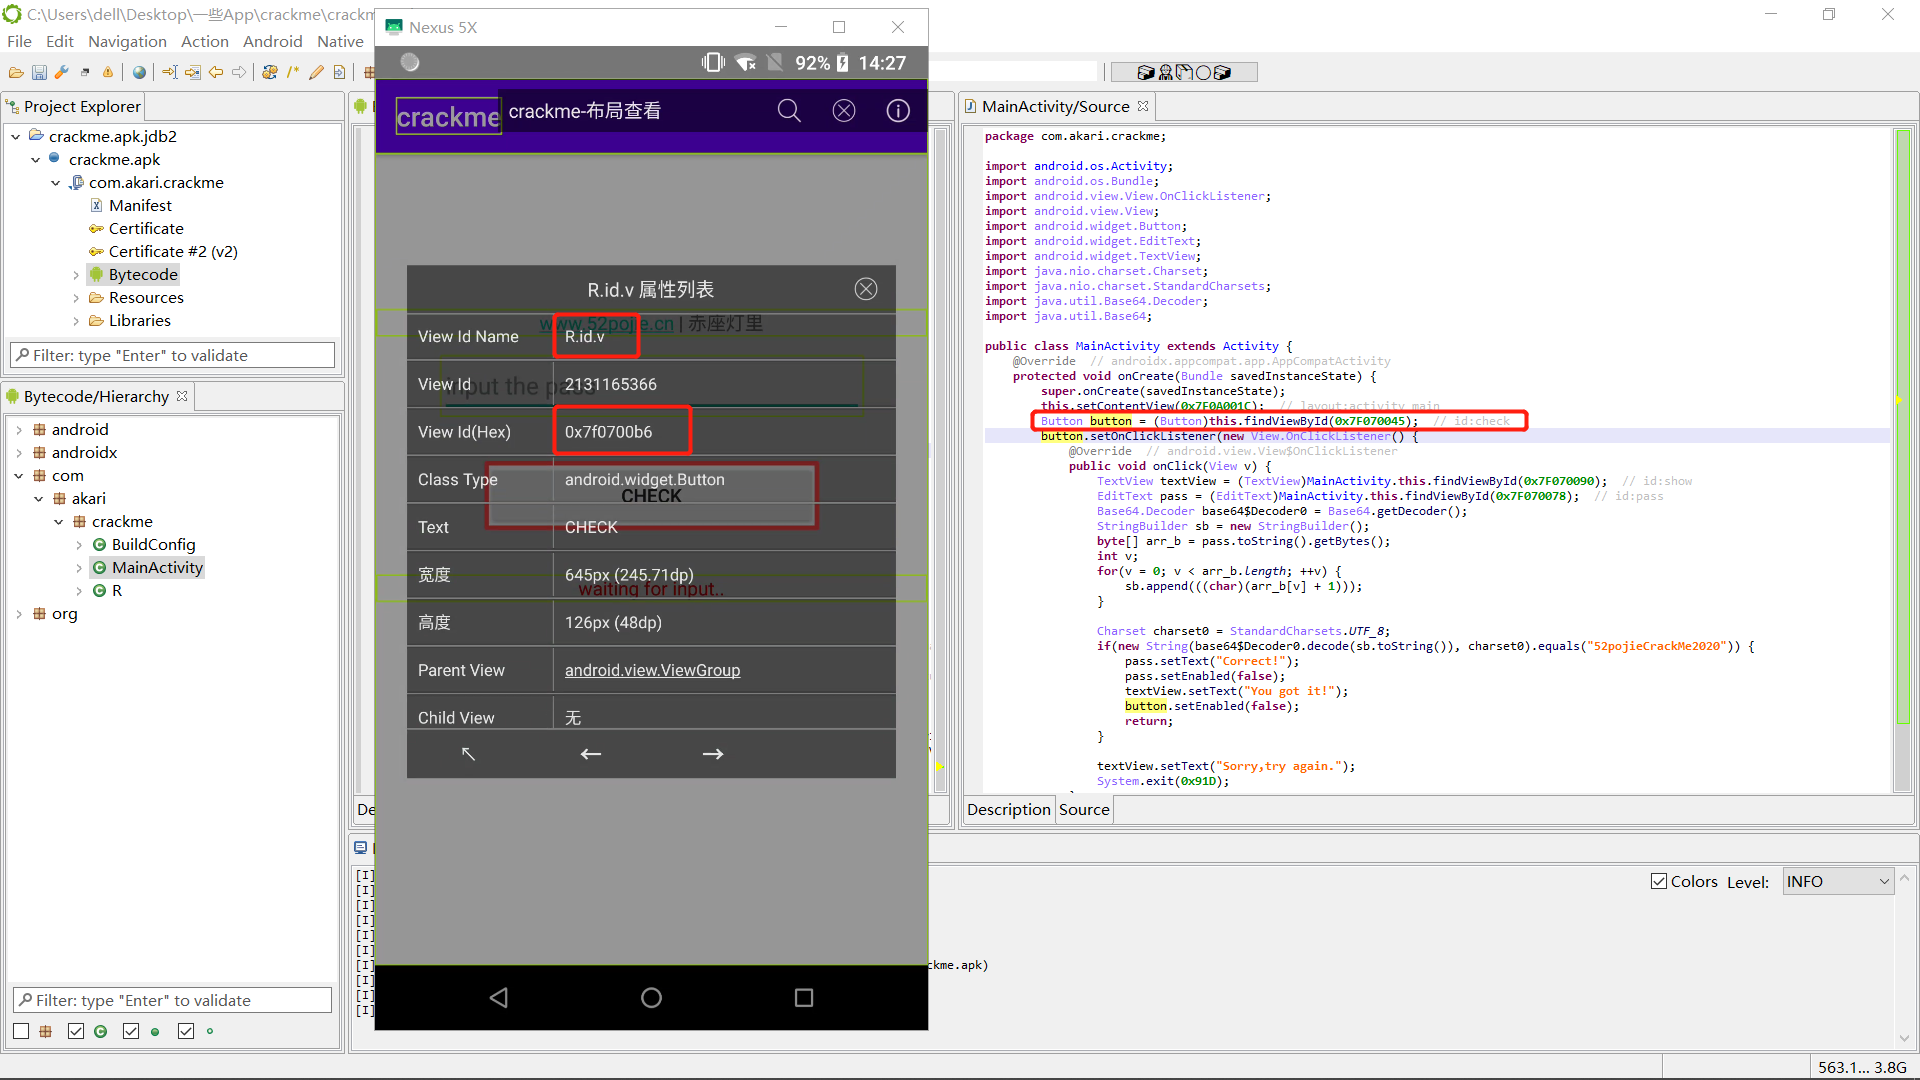 C:\Users\dell\Desktop\一些App\crackme\crackm
File Edit Navigation Action Android Native
Project Explorer
crackme.apk.jdb2
crackme.apk
com.akari.crackme
Manifest
Certificate
Certificate #2 (v2)
Bytecode
Resources
Libraries
Filter: type "Enter" to validate
Bytecode/Hierarchy
android
androidx
com
akari
crackme
BuildConfig
MainActivity
R
org
Filter: type "Enter" to validate
Nexus 5X
92% 14:27
crackme
crackme-布局查看
R.id.v 属性列表
www.52pojie.cn | 赤座灯里
View Id Name R.id.v
Input the pass
View Id 2131165366
View Id(Hex) 0x7f0700b6
Class Type android.widget.Button
CHECK
Text CHECK
宽度 645px (245.71dp)
waiting for input..
高度 126px (48dp)
Parent View android.view.ViewGroup
Child View 无
De
[I]
[I]
[I]
[I]
[I]
[I]
[I] ckme.apk)
[I]
[I]
[I]
MainActivity/Source
package com.akari.crackme;
import android.os.Activity;
import android.os.Bundle;
import android.view.View.OnClickListener;
import android.view.View;
import android.widget.Button;
import android.widget.EditText;
import android.widget.TextView;
import java.nio.charset.Charset;
import java.nio.charset.StandardCharsets;
import java.util.Base64.Decoder;
import java.util.Base64;
public class MainActivity extends Activity {
@Override // androidx.appcompat.app.AppCompatActivity
protected void onCreate(Bundle savedInstanceState) {
super.onCreate(savedInstanceState);
this.setContentView(0x7F0A001C); // layout:activity_main
Button button = (Button)this.findViewById(0x7F070045); // id:check
button.setOnClickListener(new View.OnClickListener() {
@Override // android.view.View$OnClickListener
public void onClick(View v) {
TextView textView = (TextView)MainActivity.this.findViewById(0x7F070090); // id:show
EditText pass = (EditText)MainActivity.this.findViewById(0x7F070078); // id:pass
Base64.Decoder base64$Decoder0 = Base64.getDecoder();
StringBuilder sb = new StringBuilder();
byte[] arr_b = pass.toString().getBytes();
int v;
for(v = 0; v < arr_b.length; ++v) {
sb.append(((char)(arr_b[v] + 1)));
}
Charset charset0 = StandardCharsets.UTF_8;
if(new String(base64$Decoder0.decode(sb.toString()), charset0).equals("52pojieCrackMe2020")) {
pass.setText("Correct!");
pass.setEnabled(false);
textView.setText("You got it!");
button.setEnabled(false);
return;
}
textView.setText("Sorry,try again.");
System.exit(0x91D);
Description Source
Colors Level: INFO
563.1... 3.8G